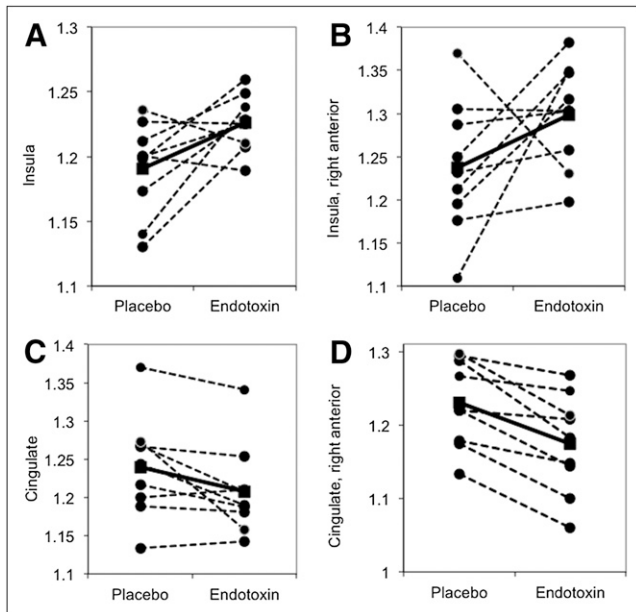 A
1.3
1.25
1.2
1.15
1.1
Insula
Placebo Endotoxin
B
1.4
1.35
1.3
1.25
1.2
1.15
1.1
Insula, right anterior
Placebo Endotoxin
C
1.4
1.35
1.3
1.25
1.2
1.15
1.1
Cingulate
Placebo Endotoxin
D
1.3
1.2
1.1
1
Cingulate, right anterior
Placebo Endotoxin